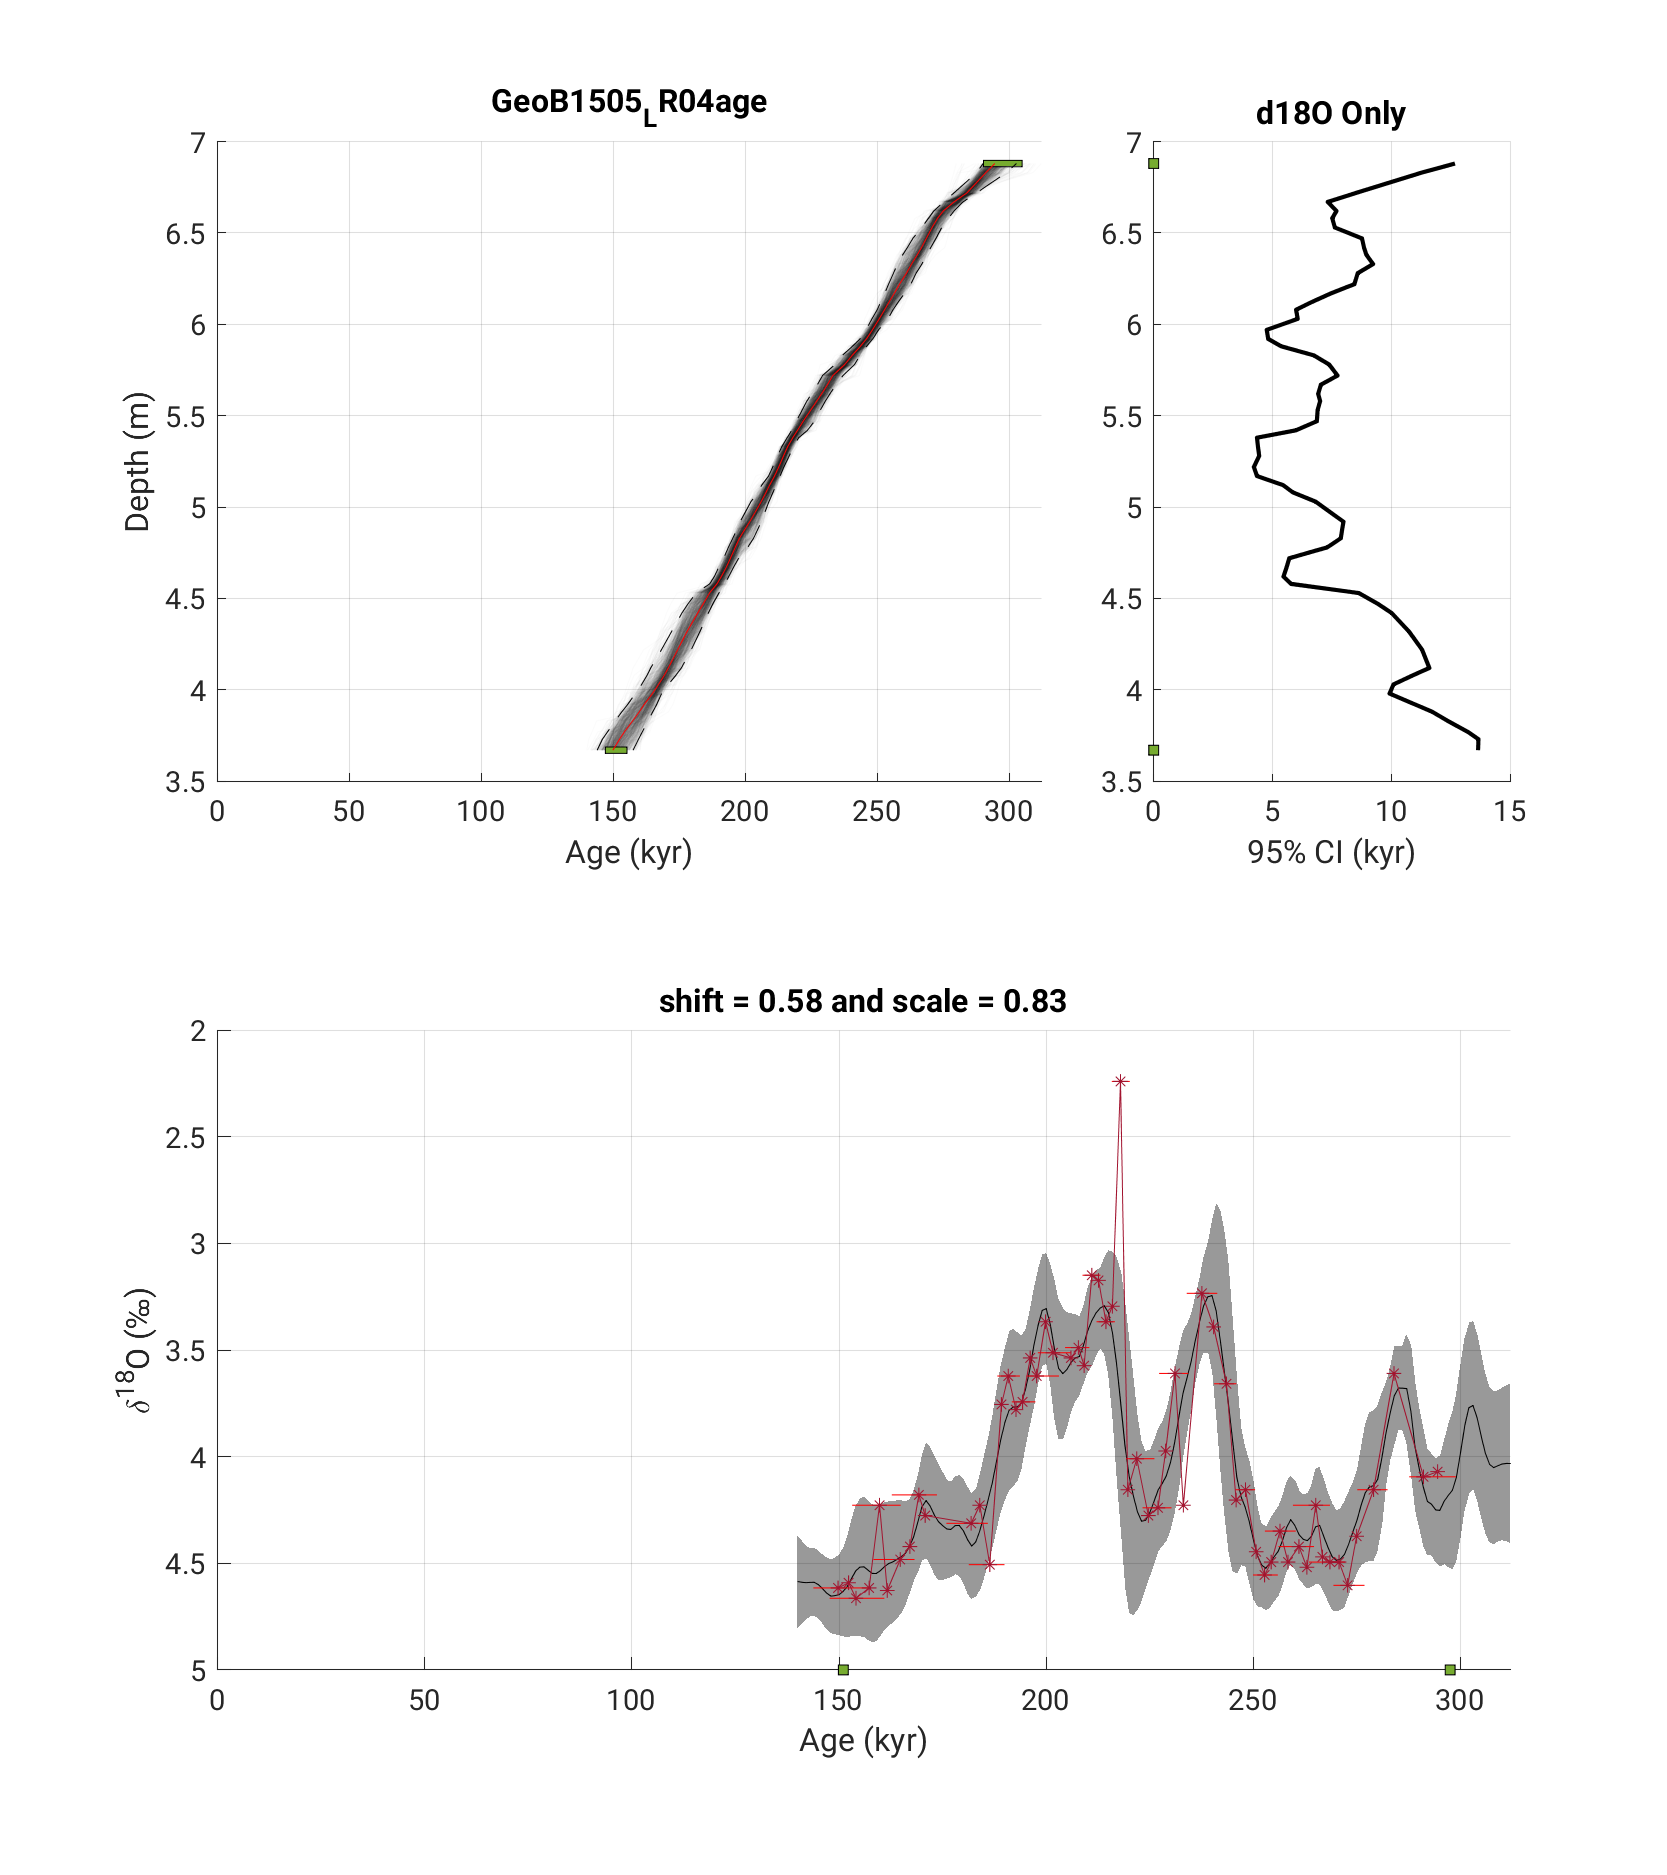 GeoB1505LR04age
7
6.5
6
5.5
5
4.5
4
3.5
Depth (m)
0 50 100 150 200 250 300
Age (kyr)
d18O Only
7
6.5
6
5.5
5
4.5
4
3.5
0 5 10 15
95% CI (kyr)
shift = 0.58 and scale = 0.83
2
2.5
3
3.5
4
4.5
5
δ18O (‰)
0 50 100 150 200 250 300
Age (kyr)